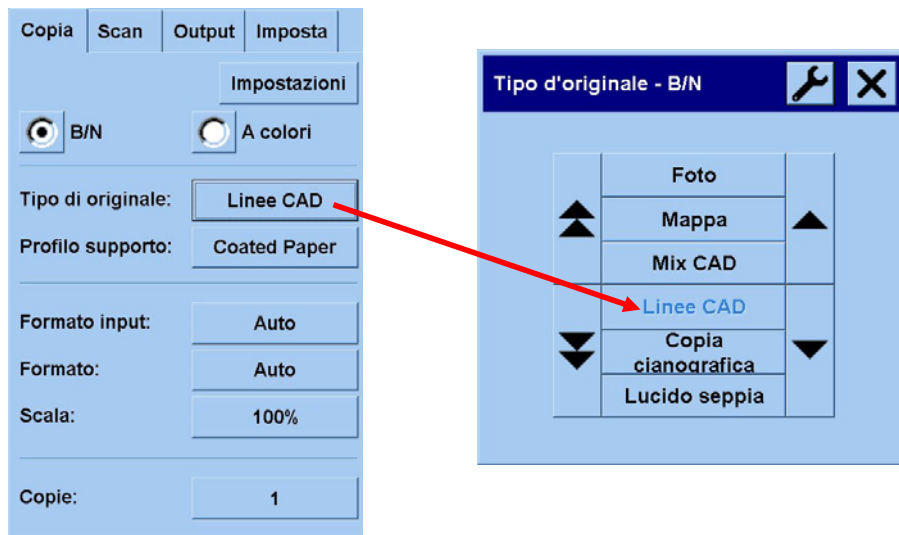 Copia Scan Output Imposta
Impostazioni
B/N A colori
Tipo di originale: Linee CAD
Profilo supporto: Coated Paper
Formato input: Auto
Formato: Auto
Scala: 100%
Copie: 1
Tipo d'originale - B/N
Foto
Mappa
Mix CAD
Linee CAD
Copia
cianografica
Lucido seppia